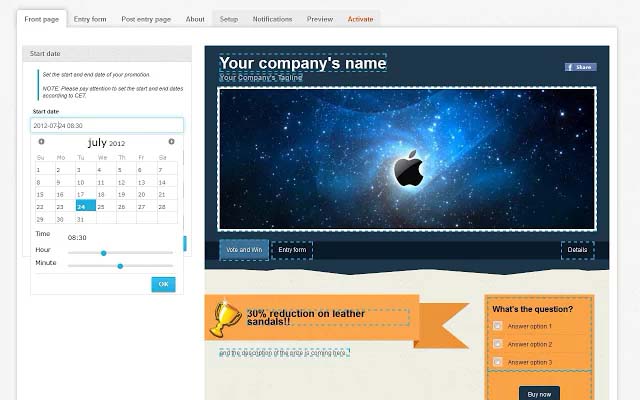 Front page
Entry form
Post entry page
About
Setup
Notifications
Preview
Activate
Start date
Set the start and end date of your promotion.
NOTE: Please pay attention to set the start and end dates
according to CET.
Start date
2012-07-24 08:30
july 2012
Su Mo Tu We Th Fr Sa
1 2 3 4 5 6 7
8 9 10 11 12 13 14
15 16 17 18 19 20 21
22 23 24 25 26 27 28
29 30 31
Time
08:30
Hour
Minute
OK
Your company's name
Your Company's Tagline
f Share
Vote and Win
Entry form
Details
30% reduction on leather
sandals!!
and the description of the prize is coming here..!
What's the question?
Answer option 1
Answer option 2
Answer option 3
Buy now